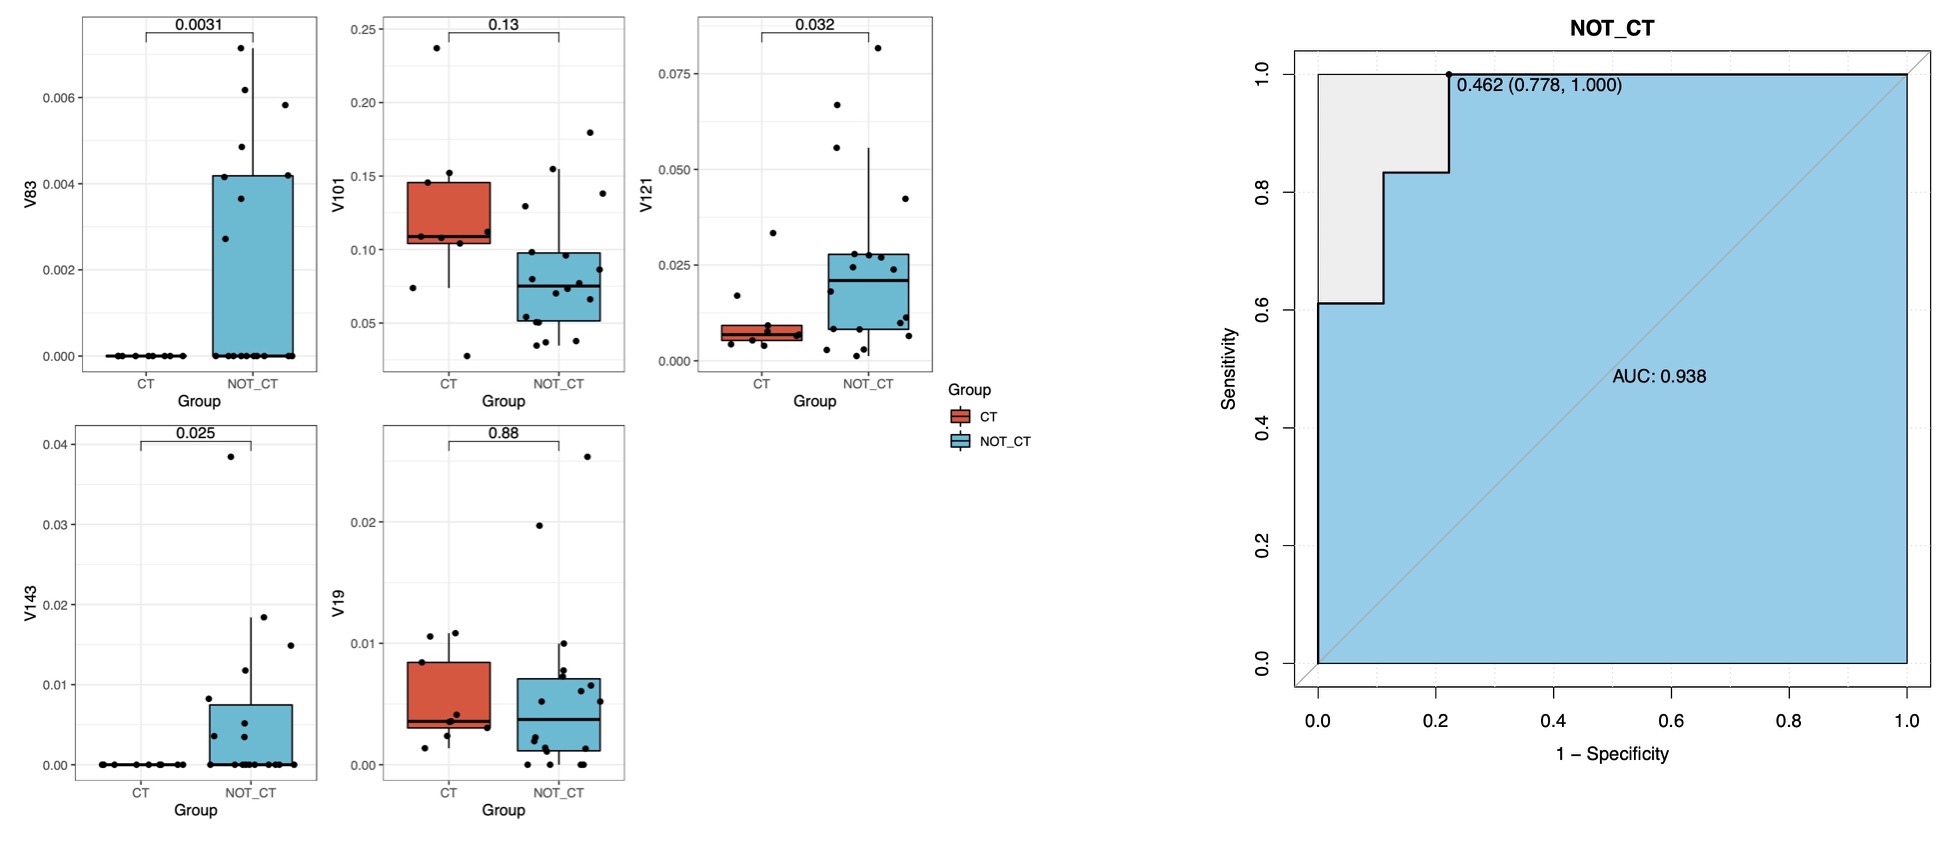 0.0031
0.006
0.004
0.002
0.000
V83
CT
NOT_CT
Group
0.13
0.25
0.20
0.15
0.10
0.05
V101
CT
NOT_CT
Group
0.032
0.075
0.050
0.025
0.000
V121
CT
NOT_CT
Group
Group
CT
NOT_CT
0.025
0.04
0.03
0.02
0.01
0.00
V143
CT
NOT_CT
Group
0.88
0.02
0.01
0.00
V19
CT
NOT_CT
Group
NOT_CT
0.462 (0.778, 1.000)
AUC: 0.938
Sensitivity
1.0
0.8
0.6
0.4
0.2
0.0
0.0 0.2 0.4 0.6 0.8 1.0
1 − Specificity